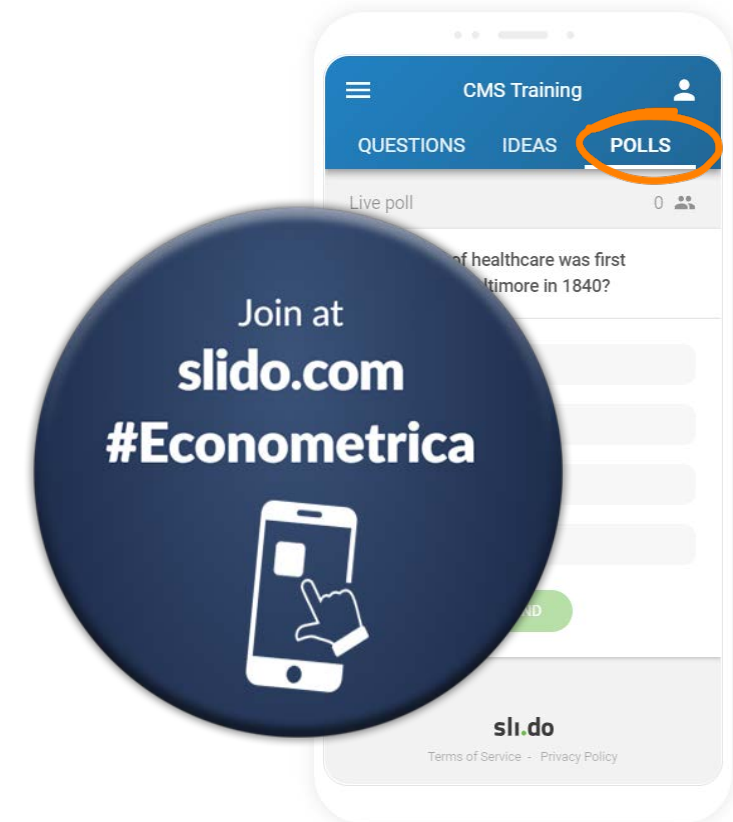 CMS Training
QUESTIONS IDEAS POLLS
Live poll 0
of healthcare was first
in 1840?
Join at
slido.com
#Econometrica
sli.do
Terms of Service - Privacy Policy